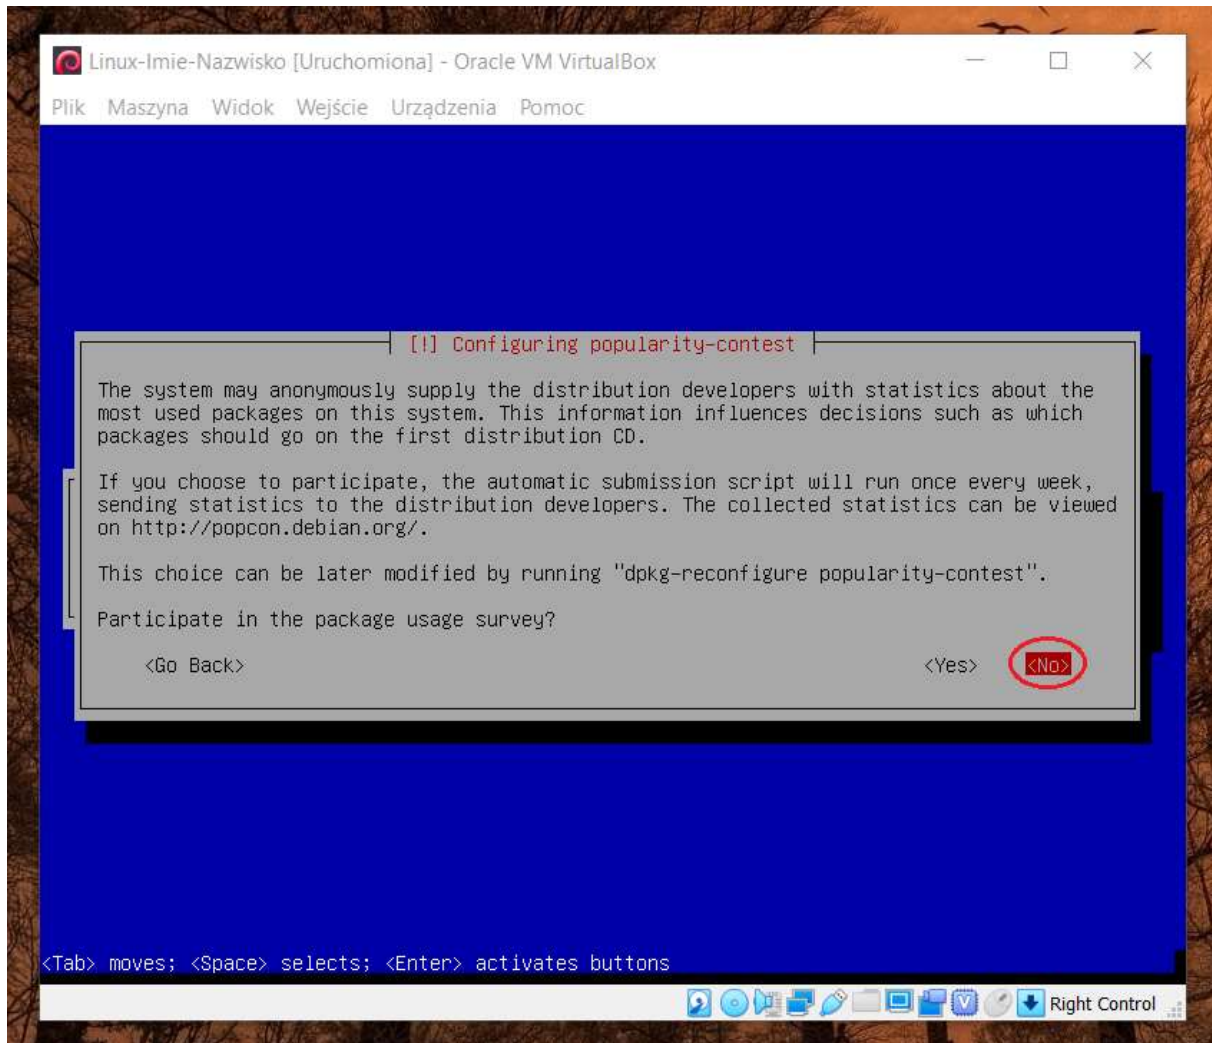 Linux-Imie-Nazwisko [Uruchomiona] - Oracle VM VirtualBox
Plik Maszyna Widok Wejście Urządzenia Pomoc
[!] Configuring popularity-contest
The system may anonymously supply the distribution developers with statistics about the
most used packages on this system. This information influences decisions such as which
packages should go on the first distribution CD.
If you choose to participate, the automatic submission script will run once every week,
sending statistics to the distribution developers. The collected statistics can be viewed
on http://popcon.debian.org/.
This choice can be later modified by running "dpkg-reconfigure popularity-contest".
Participate in the package usage survey?
<Go Back> <Yes> <No>
<Tab> moves; <Space> selects; <Enter> activates buttons
Right Control